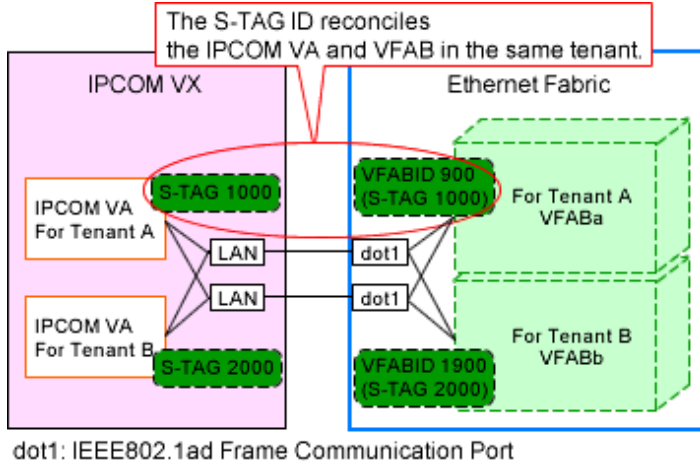 The S-TAG ID reconciles
the IPCOM VA and VFAB in the same tenant.
IPCOM VX
Ethernet Fabric
S-TAG 1000
VFABID 900
(S-TAG 1000)
IPCOM VA
For Tenant A
For Tenant A
VFABa
LAN
dot1
LAN
dot1
IPCOM VA
For Tenant B
For Tenant B
VFABb
S-TAG 2000
VFABID 1900
(S-TAG 2000)
dot1: IEEE802.1ad Frame Communication Port